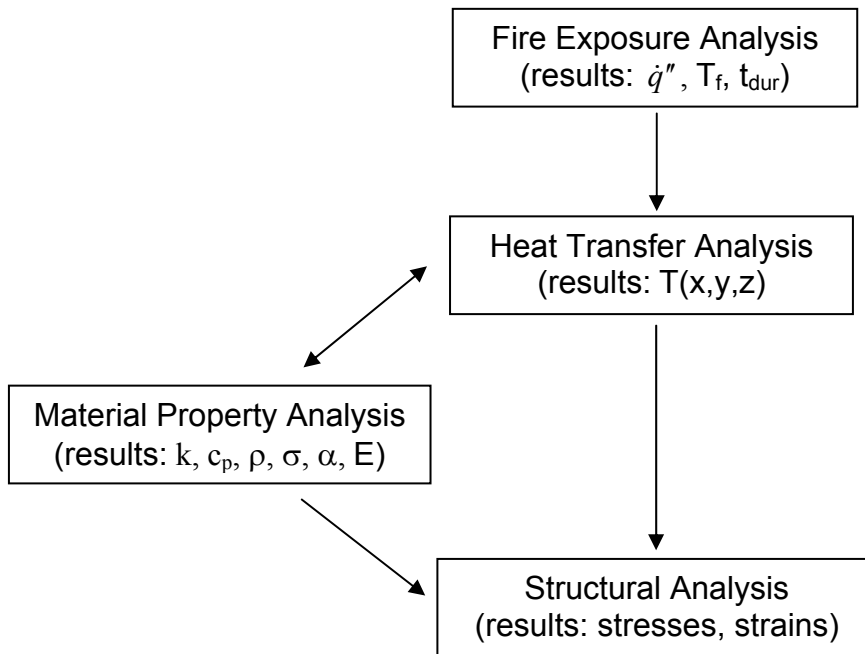 Fire Exposure Analysis
(results: q̇″, T_f, t_dur)
Heat Transfer Analysis
(results: T(x,y,z)
Material Property Analysis
(results: k, c_p, ρ, σ, α, E)
Structural Analysis
(results: stresses, strains)